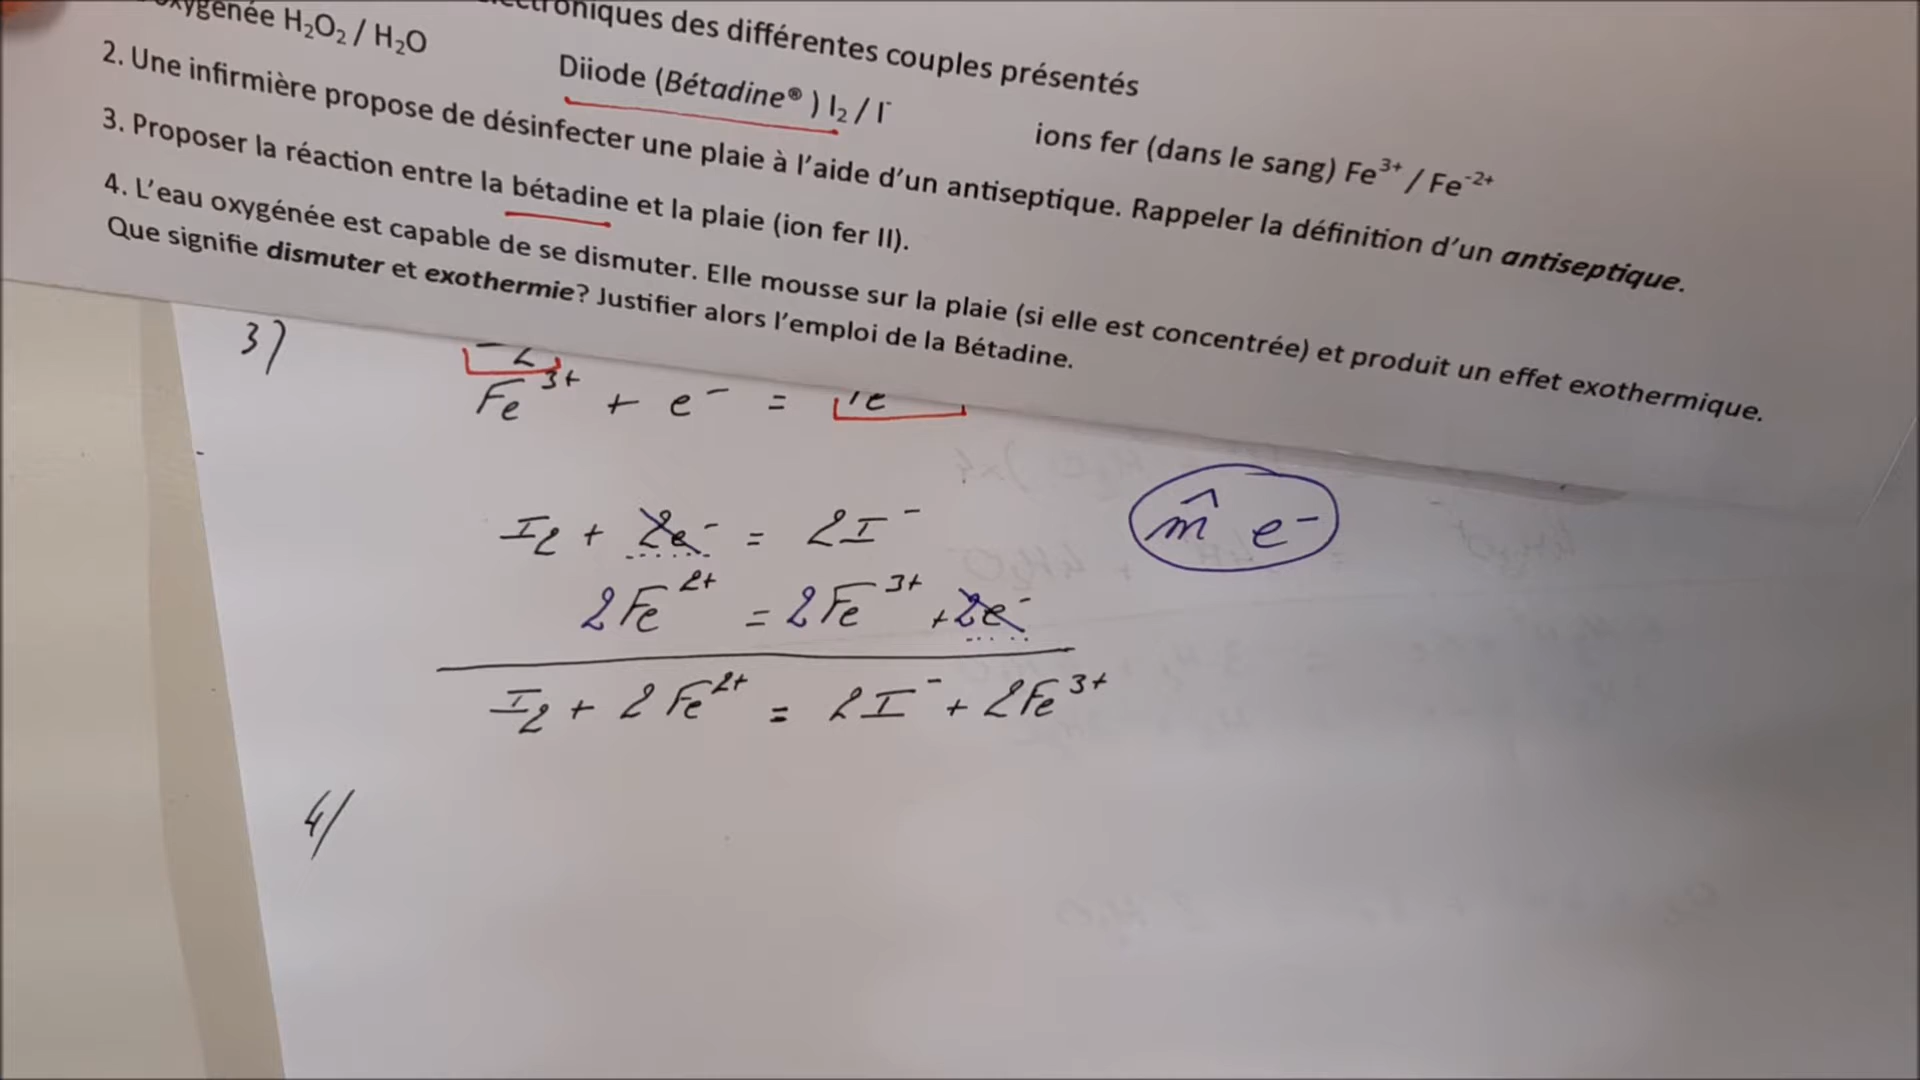 électroniques des différentes couples présentés
oxygénée H₂O₂ / H₂O Diiode (Bétadine® ) I₂ / I⁻ ions fer (dans le sang) Fe³⁺ / Fe⁻²⁺
2. Une infirmière propose de désinfecter une plaie à l’aide d’un antiseptique. Rappeler la définition d’un antiseptique.
3. Proposer la réaction entre la bétadine et la plaie (ion fer II).
4. L’eau oxygénée est capable de se dismuter. Elle mousse sur la plaie (si elle est concentrée) et produit un effet exothermique.
Que signifie dismuter et exothermie? Justifier alors l’emploi de la Bétadine.
3)
Fe³⁺ + e⁻ =
I₂ + 2e⁻ = 2I⁻
m̂ e⁻
2Fe²⁺ = 2Fe³⁺ + 2e⁻
I₂ + 2Fe²⁺ = 2I⁻ + 2Fe³⁺
4/